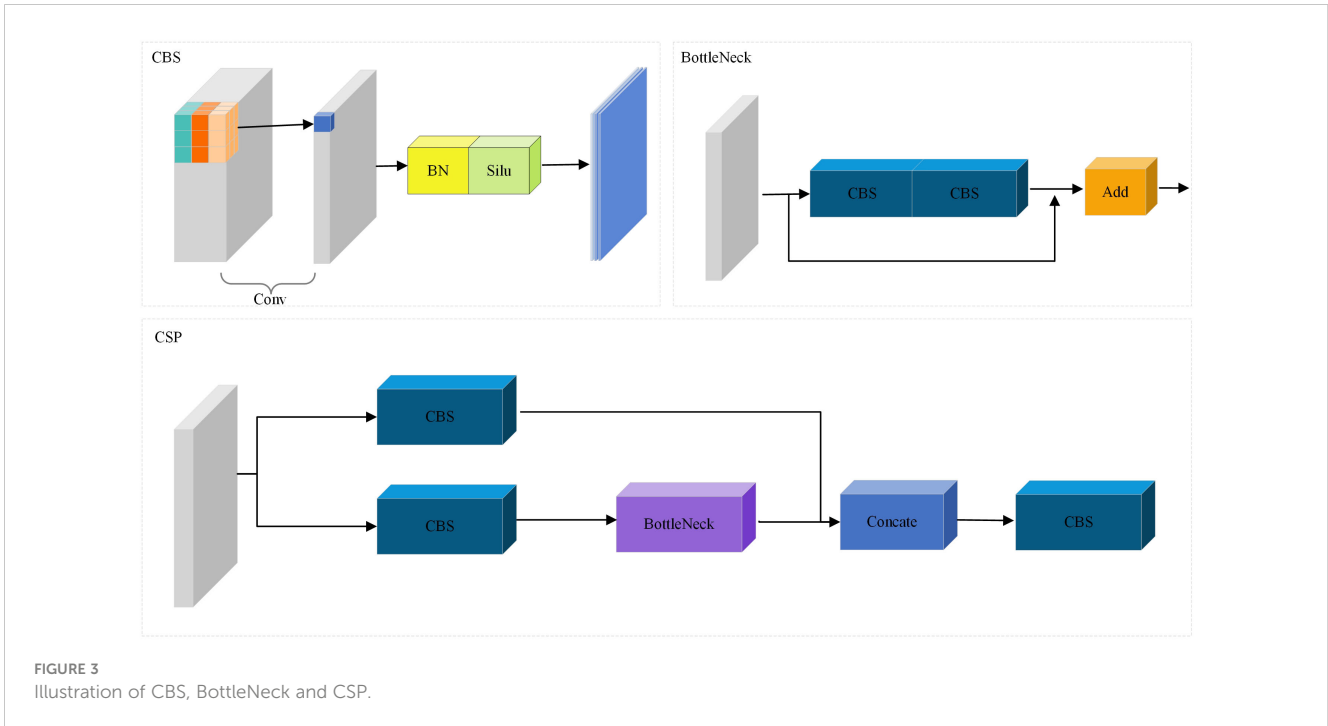 CBS
BN
Silu
Conv
BottleNeck
CBS
CBS
Add
CSP
CBS
CBS
BottleNeck
Concate
CBS
FIGURE 3
Illustration of CBS, BottleNeck and CSP.